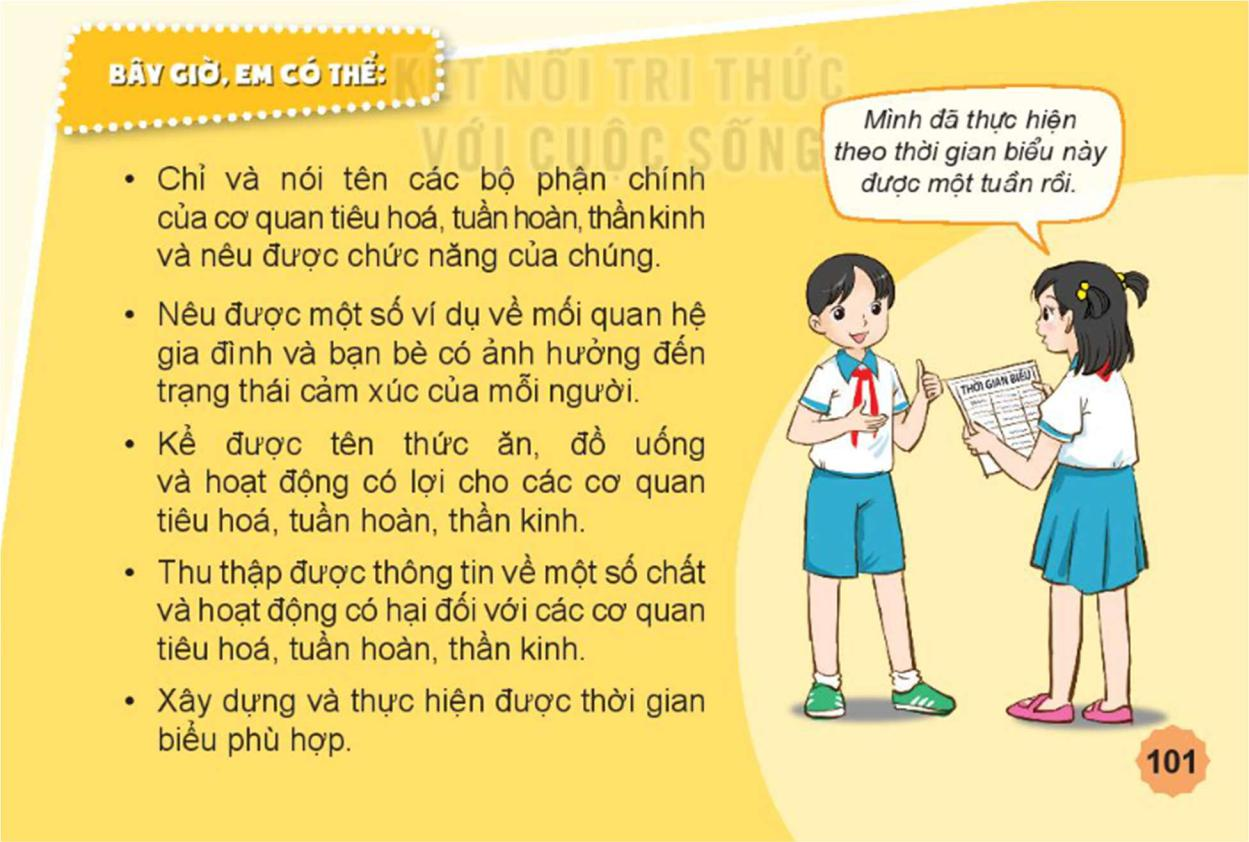 BÂY GIỜ, EM CÓ THỂ:
KẾT NỐI TRI THỨC
VỚI CUỘC SỐNG
• Chỉ và nói tên các bộ phận chính
của cơ quan tiêu hoá, tuần hoàn, thần kinh
và nêu được chức năng của chúng.
• Nêu được một số ví dụ về mối quan hệ
gia đình và bạn bè có ảnh hưởng đến
trạng thái cảm xúc của mỗi người.
• Kể được tên thức ăn, đồ uống
và hoạt động có lợi cho các cơ quan
tiêu hoá, tuần hoàn, thần kinh.
• Thu thập được thông tin về một số chất
và hoạt động có hại đối với các cơ quan
tiêu hoá, tuần hoàn, thần kinh.
• Xây dựng và thực hiện được thời gian
biểu phù hợp.
Mình đã thực hiện
theo thời gian biểu này
được một tuần rồi.
THỜI GIAN BIỂU
101